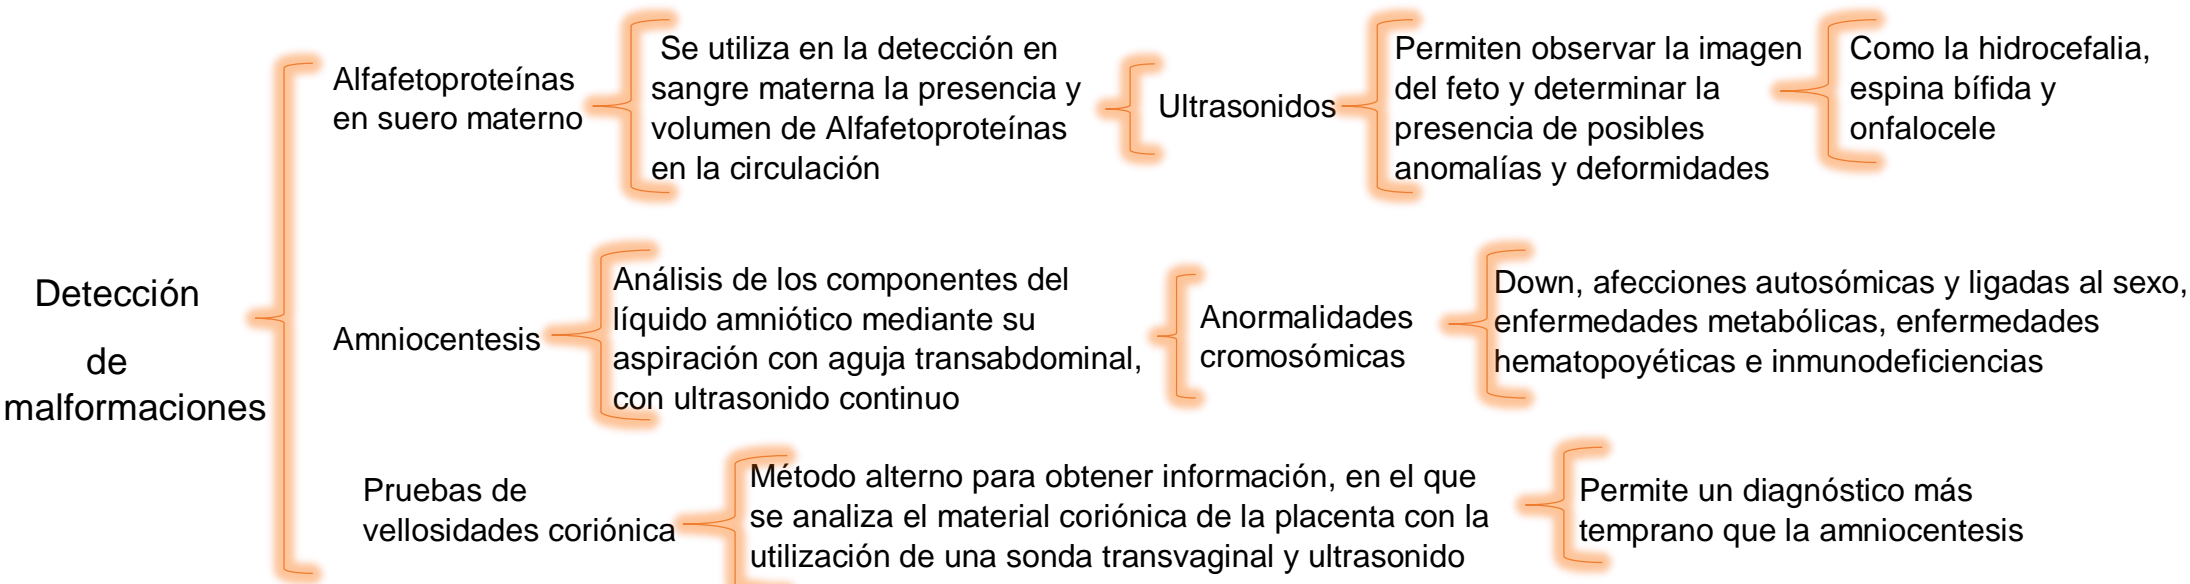 Detección
de
malformaciones
Alfafetoproteínas
en suero materno
Se utiliza en la detección en
sangre materna la presencia y
volumen de Alfafetoproteínas
en la circulación
Ultrasonidos
Permiten observar la imagen
del feto y determinar la
presencia de posibles
anomalías y deformidades
Como la hidrocefalia,
espina bífida y
onfalocele
Amniocentesis
Análisis de los componentes del
líquido amniótico mediante su
aspiración con aguja transabdominal,
con ultrasonido continuo
Anormalidades
cromosómicas
Down, afecciones autosómicas y ligadas al sexo,
enfermedades metabólicas, enfermedades
hematopoyéticas e inmunodeficiencias
Pruebas de
vellosidades coriónica
Método alterno para obtener información, en el que
se analiza el material coriónica de la placenta con la
utilización de una sonda transvaginal y ultrasonido
Permite un diagnóstico más
temprano que la amniocentesis